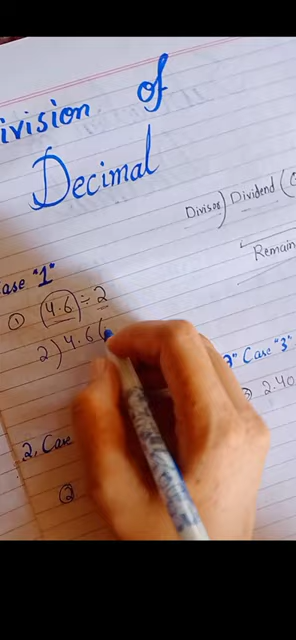 ivision of
Decimal
Divisor) Dividend (
Remain
ase "1"
① (4.6) ÷ 2
2) 4.6 (
" Case "3"
2. Case
③ 2.40
②